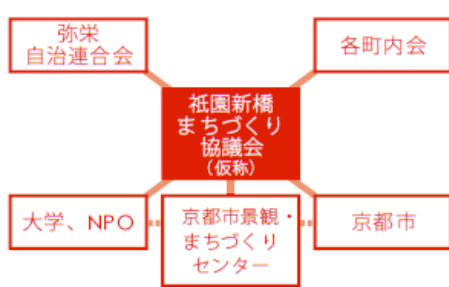 弥栄
自治連合会
各町内会
祇園新橋
まちづくり
協議会
（仮称）
大学、NPO
京都市景観・
まちづくり
センター
京都市